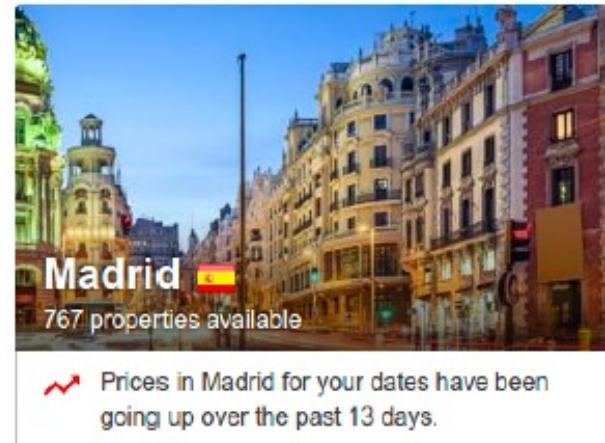 Madrid
767 properties available
Prices in Madrid for your dates have been
going up over the past 13 days.